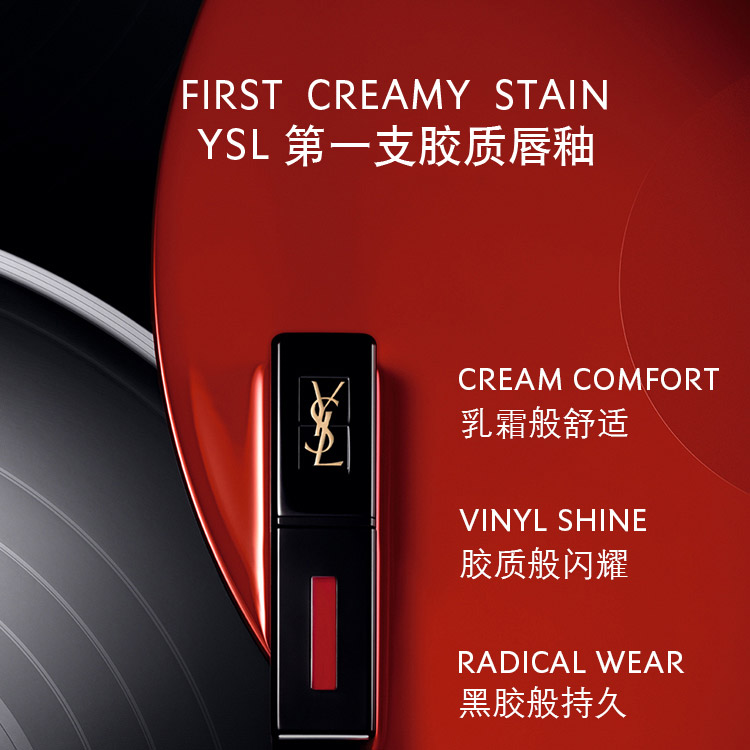 FIRST CREAMY STAIN
YSL 第一支胶质唇釉
YSL
CREAM COMFORT
乳霜般舒适
VINYL SHINE
胶质般闪耀
RADICAL WEAR
黑胶般持久